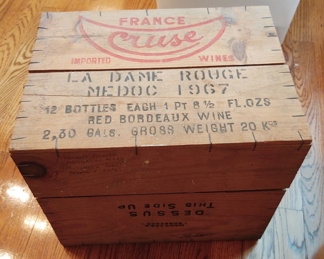 FRANCE
Cruse
IMPORTED WINES
LA DAME ROUGE
MEDOC 1967
12 BOTTLES EACH 1 PT 8 ½ FL.OZS
RED BORDEAUX WINE
2,30 GALS. GROSS WEIGHT 20 KG
DESSUS
THIS SIDE UP